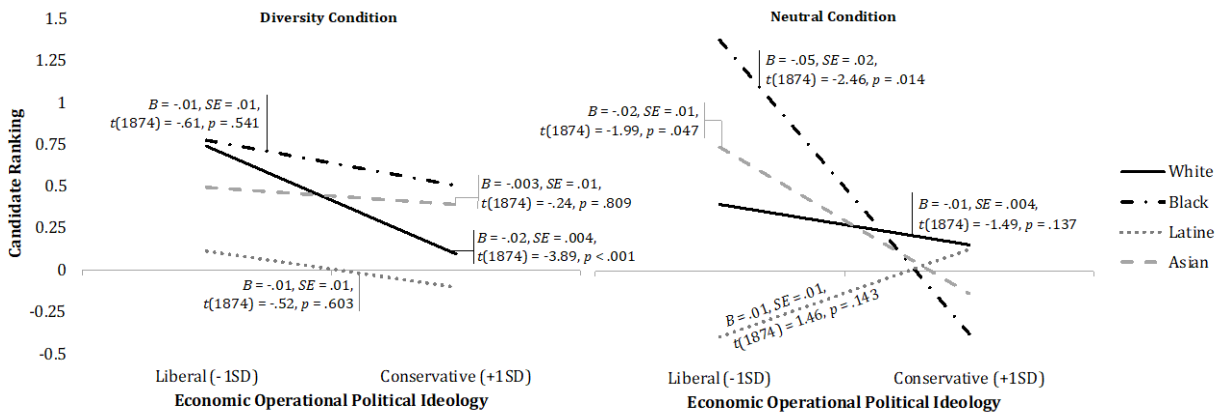 Diversity Condition
Neutral Condition
1.5
1.25
1
0.75
0.5
0.25
0
-0.25
-0.5
Candidate Ranking
B = -.01, SE = .01,
t(1874) = -.61, p = .541
B = -.003, SE = .01,
t(1874) = -.24, p = .809
B = -.02, SE = .004,
t(1874) = -3.89, p <.001
B = -.01, SE = .01,
t(1874) = -.52, p = .603
Liberal (-1SD)
Conservative (+1SD)
Economic Operational Political Ideology
B = -.05, SE = .02,
t(1874) = -2.46, p = .014
B = -.02, SE = .01,
t(1874) = -1.99, p = .047
B = -.01, SE = .004,
t(1874) = -1.49, p = .137
B = .01, SE = .01,
t(1874) = 1.46, p = .143
Liberal (-1SD)
Conservative (+1SD)
Economic Operational Political Ideology
White
Black
Latine
Asian